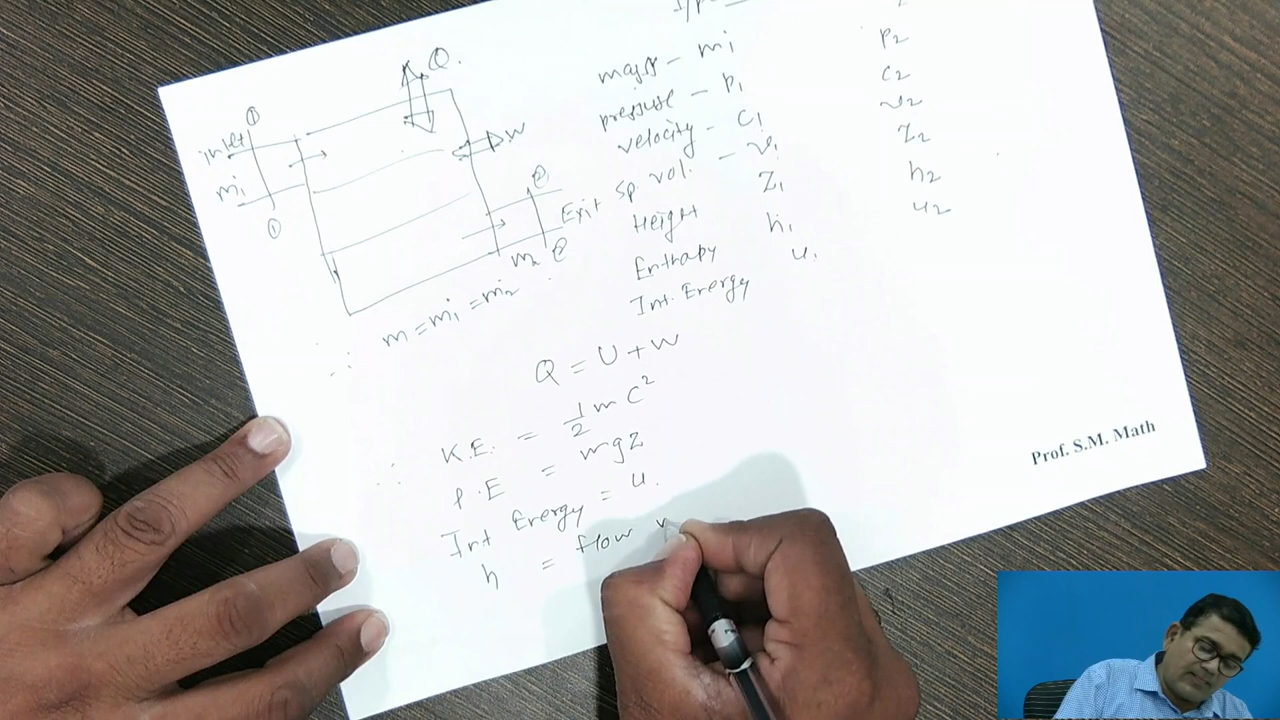 Q.
①
inlet
m₁
①
W
②
Exit
m₂ ②
∴ m = m₁ = m₂
I/p
mass - m₁
pressure - p₁ p₂
velocity - C₁ C₂
sp. vol. - v₁ v₂
Height Z₁ Z₂
Enthapy h₁ h₂
Int. Energy u₁ u₂
Q = U + W
∴ K.E. = 1/2 m C²
P.E = mgZ
Int Energy = u.
h = flow w
Prof. S.M. Math